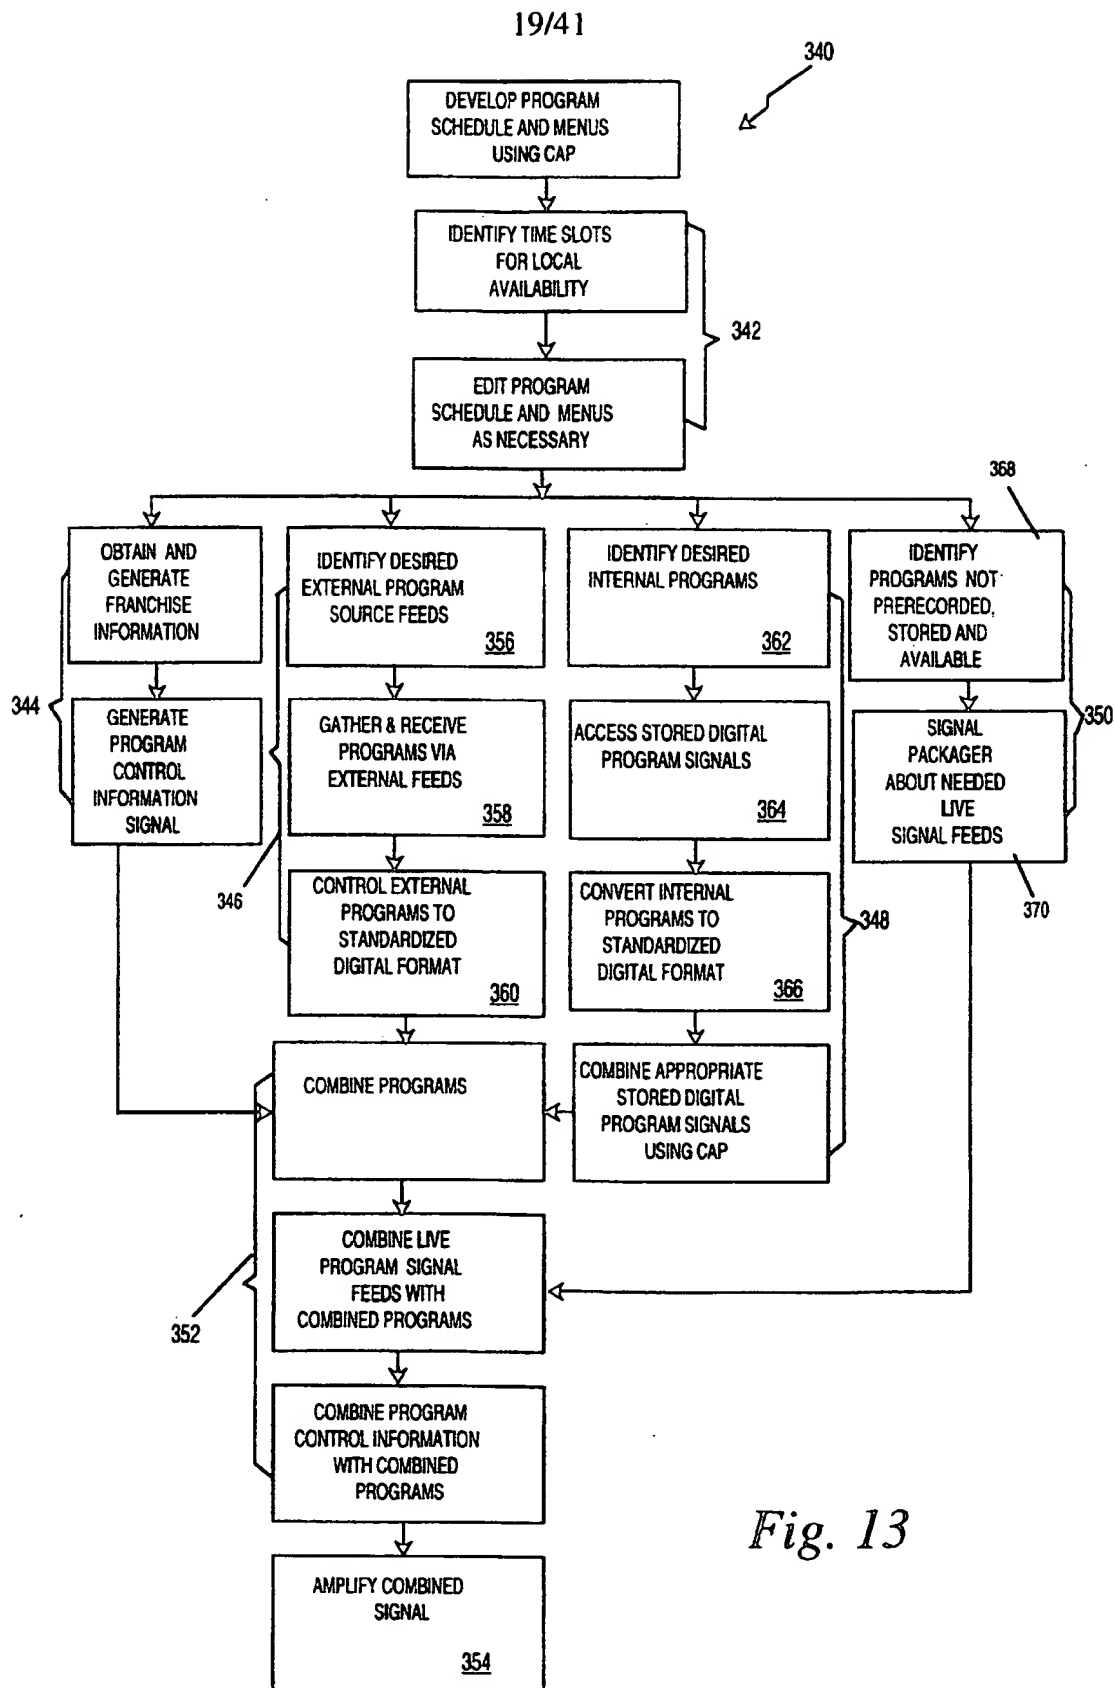 19/41
340
DEVELOP PROGRAM
SCHEDULE AND MENUS
USING CAP
IDENTIFY TIME SLOTS
FOR LOCAL
AVAILABILITY
342
EDIT PROGRAM
SCHEDULE AND MENUS
AS NECESSARY
368
OBTAIN AND
GENERATE
FRANCHISE
INFORMATION
IDENTIFY DESIRED
EXTERNAL PROGRAM
SOURCE FEEDS
356
IDENTIFY DESIRED
INTERNAL PROGRAMS
362
IDENTIFY
PROGRAMS NOT
PRERECORDED,
STORED AND
AVAILABLE
344
350
GENERATE
PROGRAM
CONTROL
INFORMATION
SIGNAL
GATHER & RECEIVE
PROGRAMS VIA
EXTERNAL FEEDS
358
ACCESS STORED DIGITAL
PROGRAM SIGNALS
364
SIGNAL
PACKAGER
ABOUT NEEDED
LIVE
SIGNAL FEEDS
346
370
CONTROL EXTERNAL
PROGRAMS TO
STANDARDIZED
DIGITAL FORMAT
360
CONVERT INTERNAL
PROGRAMS TO
STANDARDIZED
DIGITAL FORMAT
366
348
COMBINE PROGRAMS
COMBINE APPROPRIATE
STORED DIGITAL
PROGRAM SIGNALS
USING CAP
COMBINE LIVE
PROGRAM SIGNAL
FEEDS WITH
COMBINED PROGRAMS
352
COMBINE PROGRAM
CONTROL INFORMATION
WITH COMBINED
PROGRAMS
Fig. 13
AMPLIFY COMBINED
SIGNAL
354